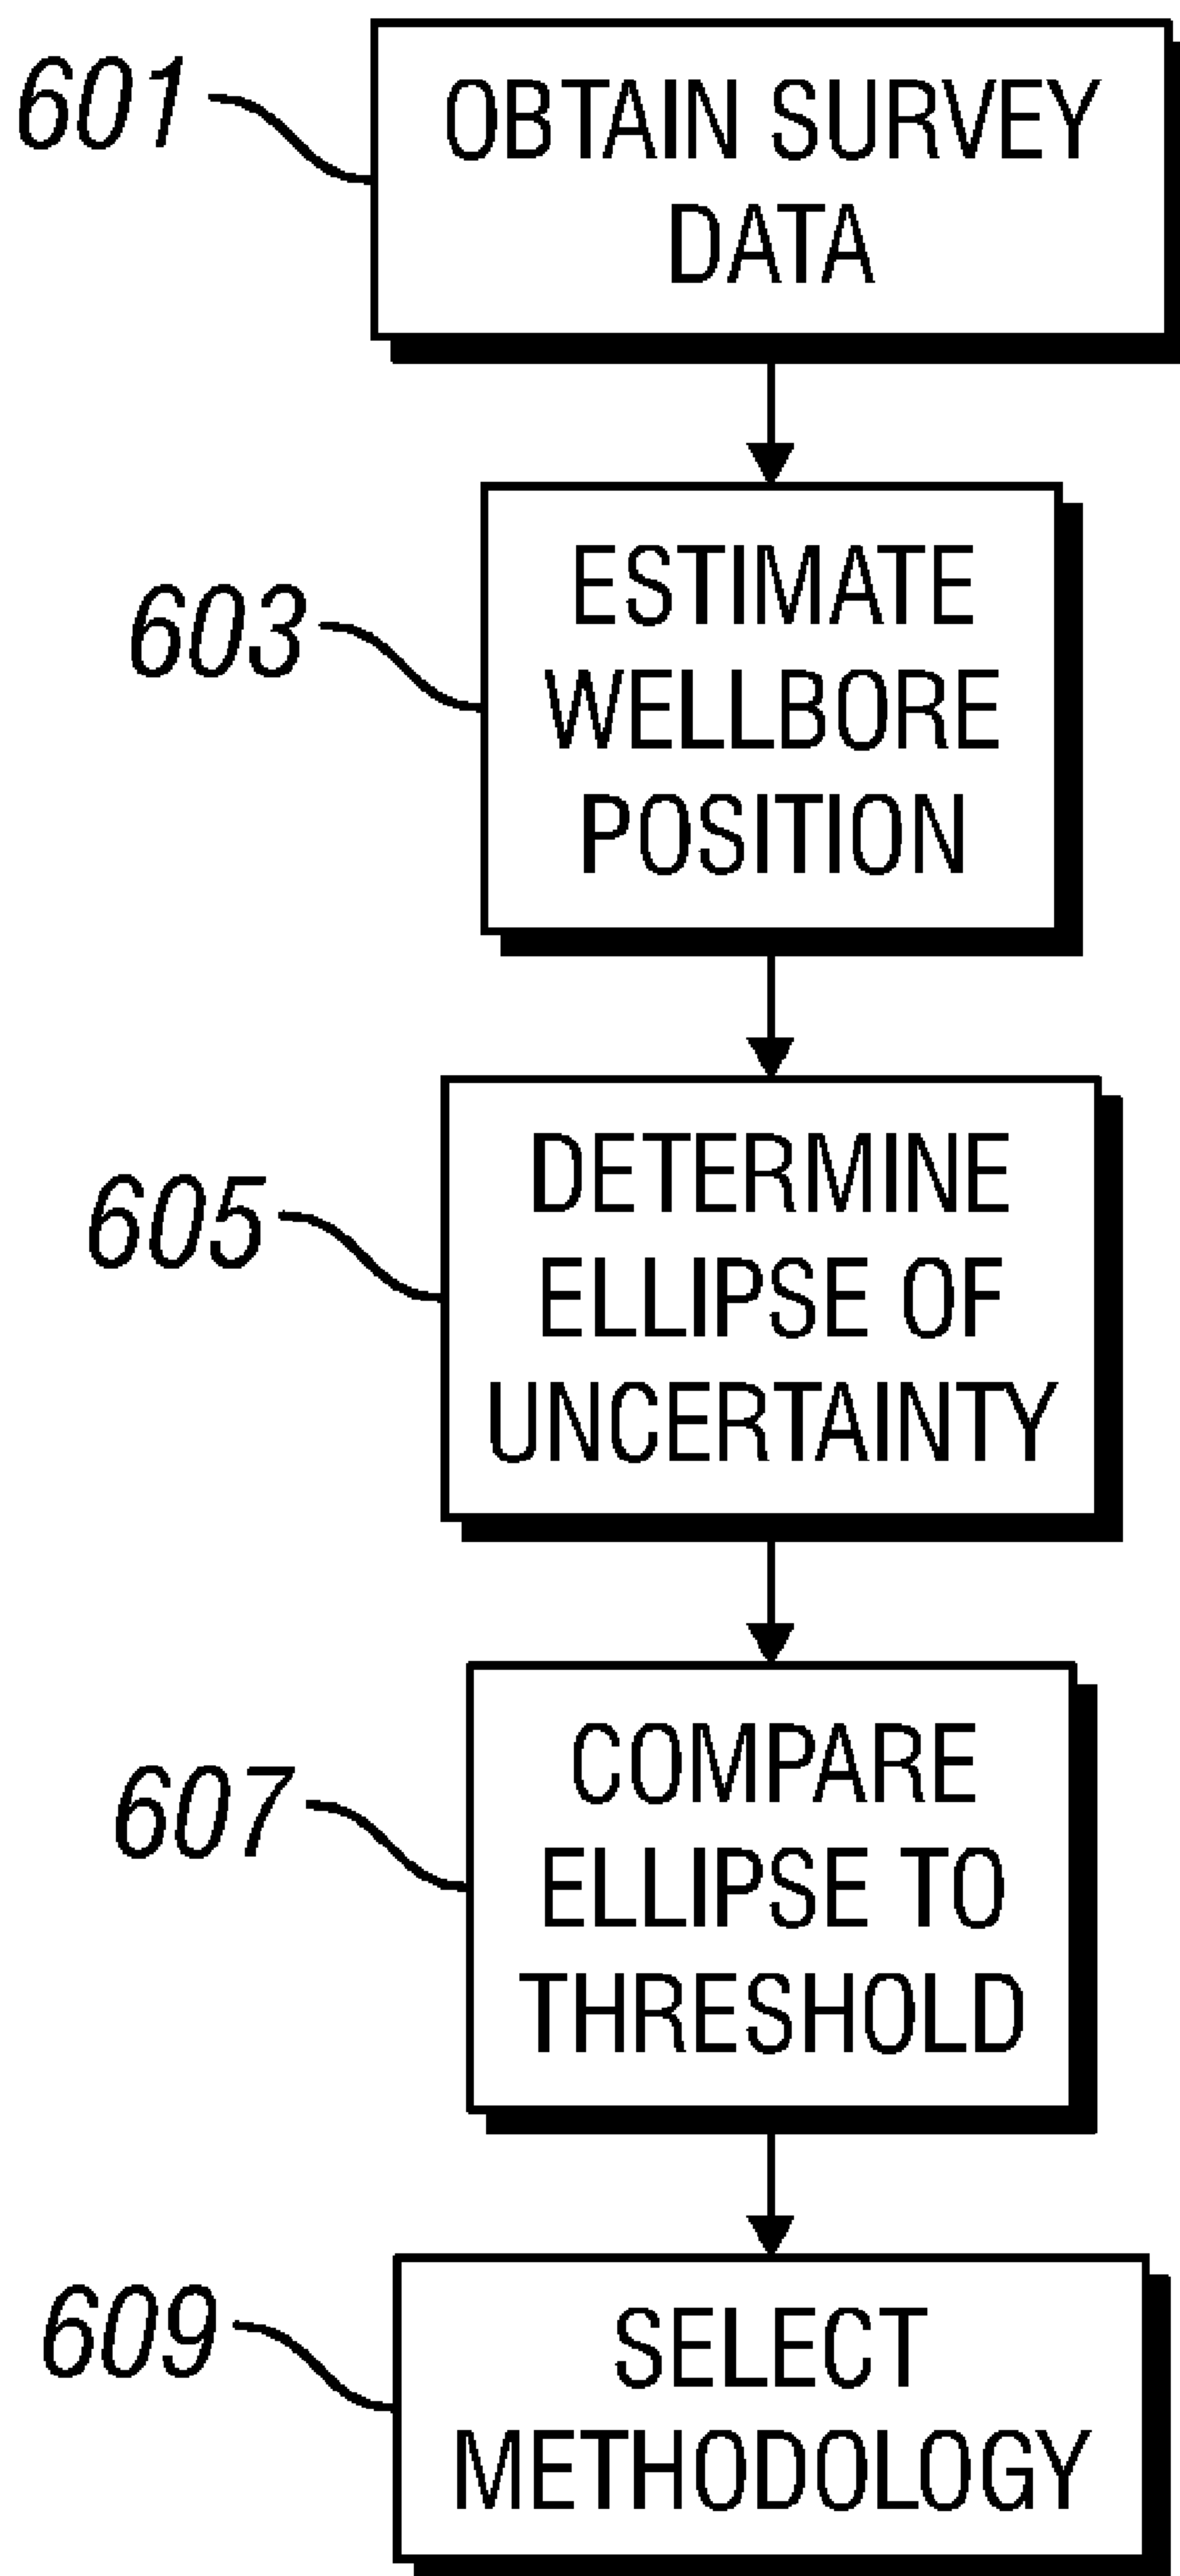 601
OBTAIN SURVEY
DATA
603
ESTIMATE
WELLBORE
POSITION
605
DETERMINE
ELLIPSE OF
UNCERTAINTY
607
COMPARE
ELLIPSE TO
THRESHOLD
609
SELECT
METHODOLOGY